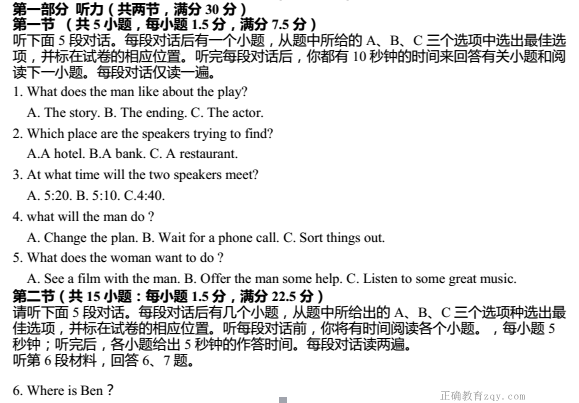 第一部分 听力（共两节，满分 30 分）
第一节 （共 5 小题，每小题 1.5 分，满分 7.5 分）
听下面 5 段对话。每段对话后有一个小题，从题中所给的 A、B、C 三个选项中选出最佳选
项，并标在试卷的相应位置。听完每段对话后，你都有 10 秒钟的时间来回答有关小题和阅
读下一小题。每段对话仅读一遍。
1. What does the man like about the play?
A. The story. B. The ending. C. The actor.
2. Which place are the speakers trying to find?
A.A hotel. B.A bank. C. A restaurant.
3. At what time will the two speakers meet?
A. 5:20. B. 5:10. C.4:40.
4. what will the man do ?
A. Change the plan. B. Wait for a phone call. C. Sort things out.
5. What does the woman want to do ?
A. See a film with the man. B. Offer the man some help. C. Listen to some great music.
第二节（共 15 小题：每小题 1.5 分，满分 22.5 分）
请听下面 5 段对话。每段对话后有几个小题，从题中所给出的 A、B、C 三个选项种选出最
佳选项，并标在试卷的相应位置。听每段对话前，你将有时间阅读各个小题。，每小题 5
秒钟；听完后，各小题给出 5 秒钟的作答时间。每段对话读两遍。
听第 6 段材料，回答 6、7 题。
6. Where is Ben？
正确教育zqy.com